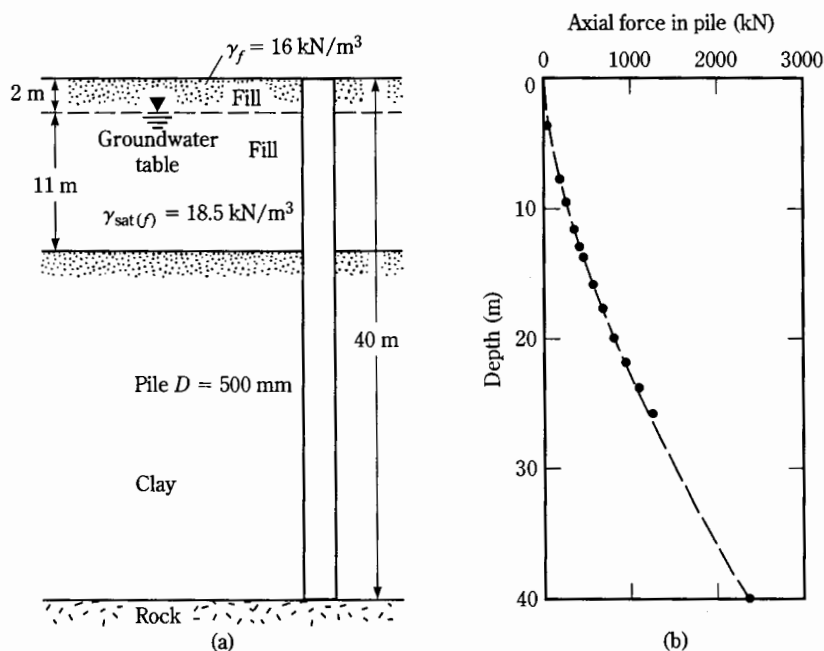 γf = 16 kN/m³
2 m
Fill
Groundwater
table
Fill
11 m
γsat(f) = 18.5 kN/m³
40 m
Pile D = 500 mm
Clay
Rock
(a)
Axial force in pile (kN)
0 1000 2000 3000
0
10
20
30
40
Depth (m)
(b)